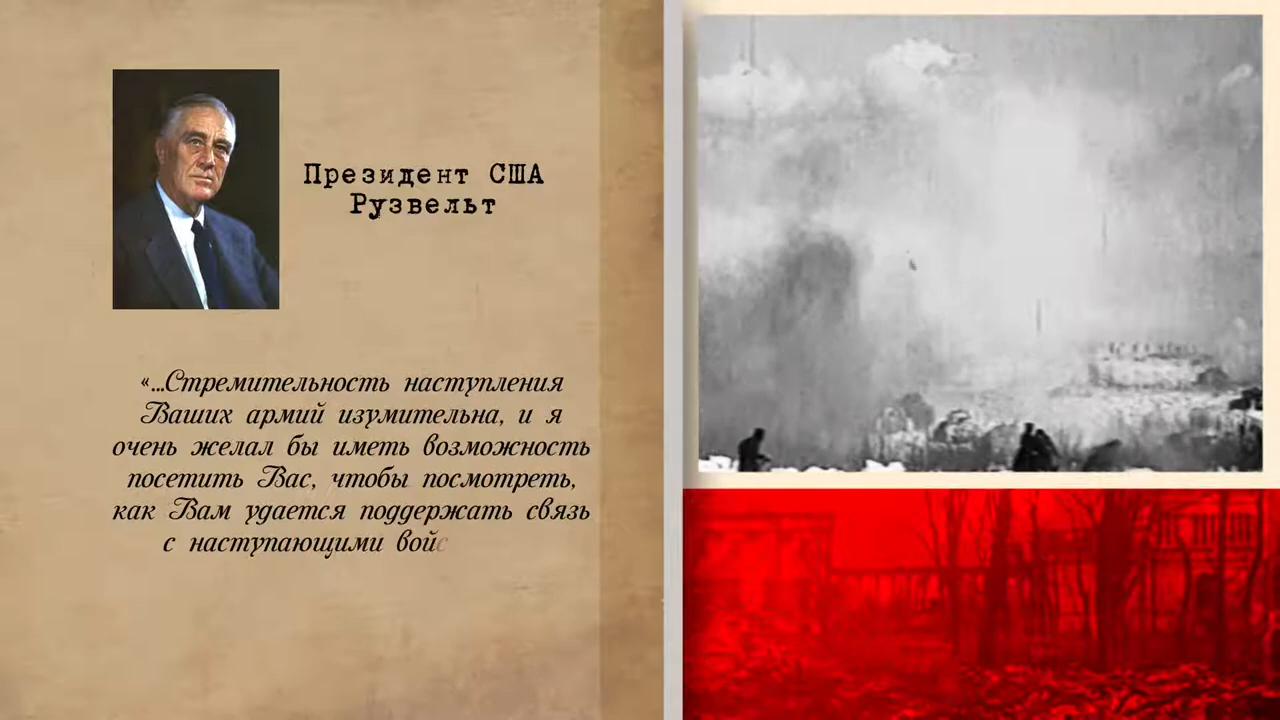 Президент США
Рузвельт
«...Стремительность наступления
Ваших армий изумительна, и я
очень желал бы иметь возможность
посетить Вас, чтобы посмотреть,
как Вам удается поддержать связь
с наступающими войс